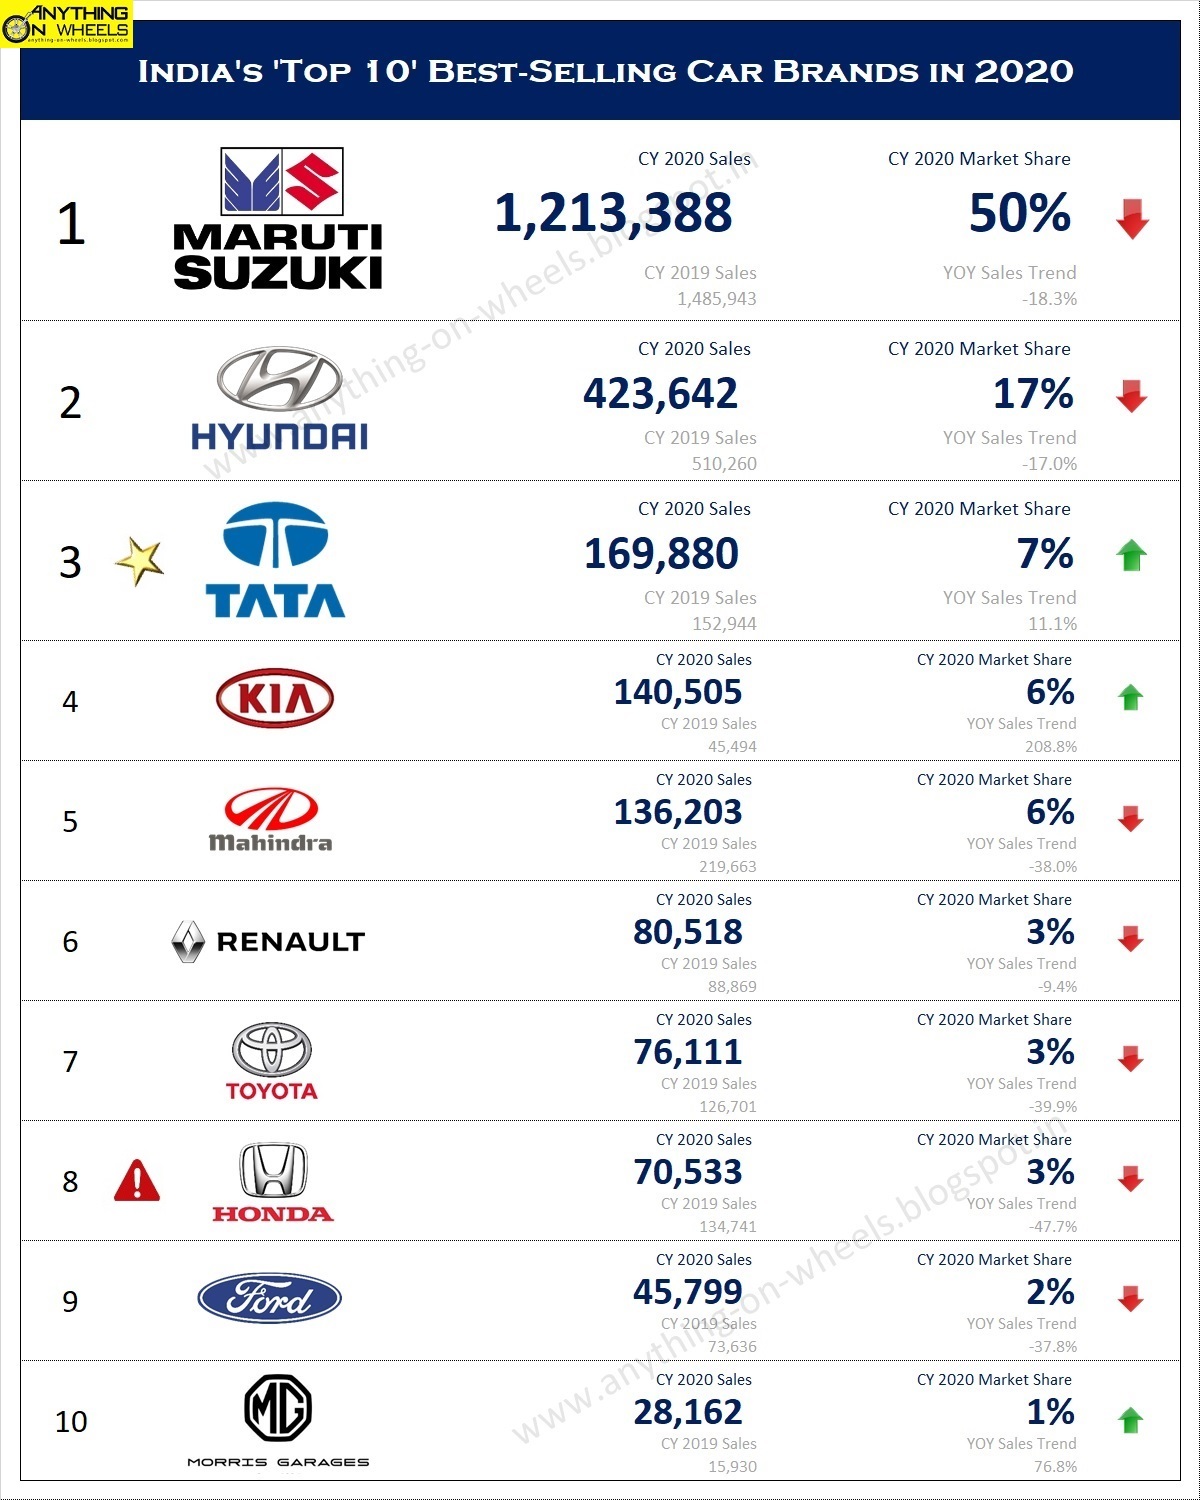 ANYTHING
ON WHEELS
anything-on-wheels.blogspot.com
India's 'Top 10' Best-Selling Car Brands in 2020
1
MARUTI
SUZUKI
CY 2020 Sales
1,213,388
CY 2019 Sales
1,485,943
CY 2020 Market Share
50%
YOY Sales Trend
-18.3%
2
HYUNDAI
CY 2020 Sales
423,642
CY 2019 Sales
510,260
CY 2020 Market Share
17%
YOY Sales Trend
-17.0%
3
TATA
CY 2020 Sales
169,880
CY 2019 Sales
152,944
CY 2020 Market Share
7%
YOY Sales Trend
11.1%
4
KIA
CY 2020 Sales
140,505
CY 2019 Sales
45,494
CY 2020 Market Share
6%
YOY Sales Trend
208.8%
5
Mahindra
CY 2020 Sales
136,203
CY 2019 Sales
219,663
CY 2020 Market Share
6%
YOY Sales Trend
-38.0%
6
RENAULT
CY 2020 Sales
80,518
CY 2019 Sales
88,869
CY 2020 Market Share
3%
YOY Sales Trend
-9.4%
7
TOYOTA
CY 2020 Sales
76,111
CY 2019 Sales
126,701
CY 2020 Market Share
3%
YOY Sales Trend
-39.9%
8
HONDA
CY 2020 Sales
70,533
CY 2019 Sales
134,741
CY 2020 Market Share
3%
YOY Sales Trend
-47.7%
9
Ford
CY 2020 Sales
45,799
CY 2019 Sales
73,636
CY 2020 Market Share
2%
YOY Sales Trend
-37.8%
10
MG
MORRIS GARAGES
CY 2020 Sales
28,162
CY 2019 Sales
15,930
CY 2020 Market Share
1%
YOY Sales Trend
76.8%
www.anything-on-wheels.blogspot.in
www.anything-on-wheels.blogspot.in